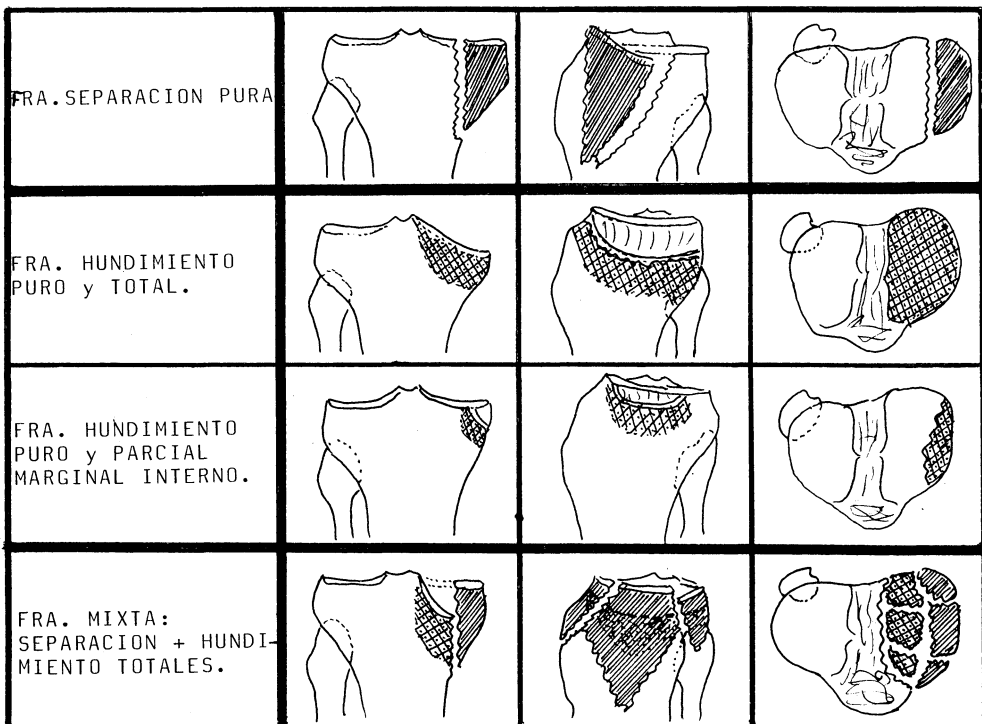 FRA.SEPARACION PURA
FRA. HUNDIMIENTO
PURO y TOTAL.
FRA. HUNDIMIENTO
PURO y PARCIAL
MARGINAL INTERNO.
FRA. MIXTA:
SEPARACION + HUNDI-
MIENTO TOTALES.